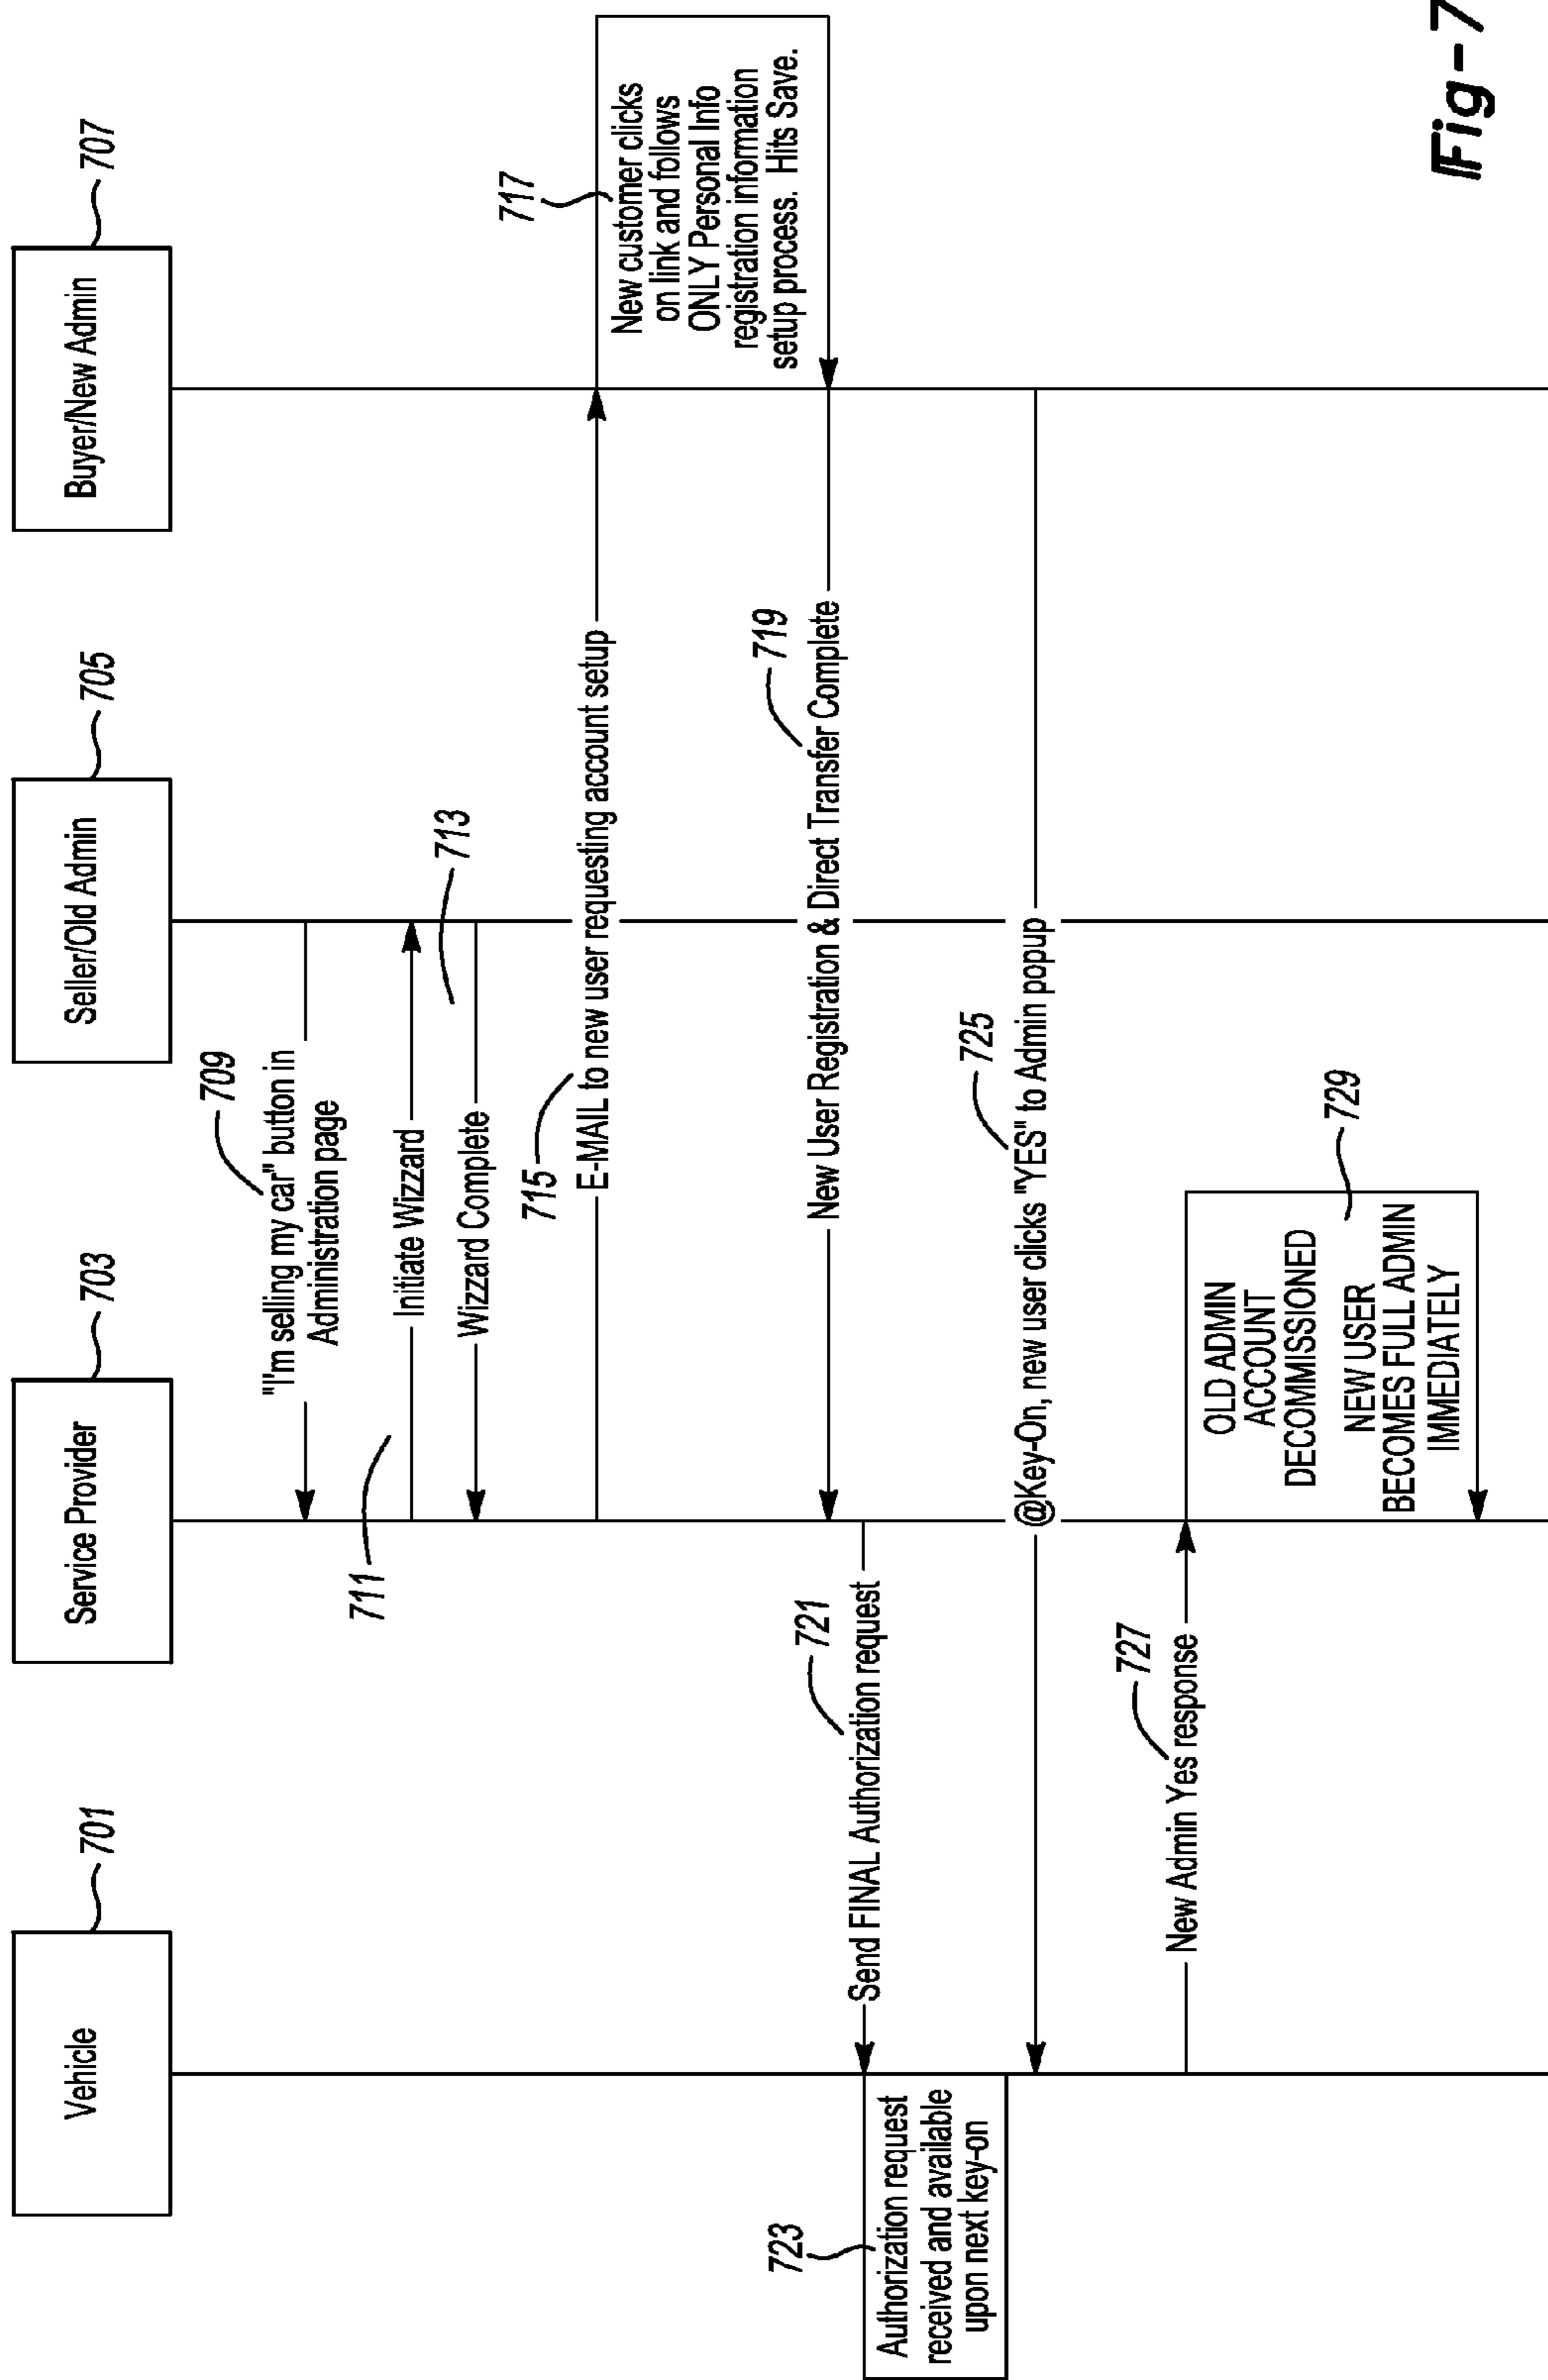 Vehicle
701
Service Provider
703
Seller/Old Admin
705
Buyer/New Admin
707
709
"I'm selling my car" button in
Administration page
711
Initiate Wizzard
713
Wizzard Complete
715
E-MAIL to new user requesting account setup
717
New customer clicks
on link and follows
ONLY Personal Info
registration information
setup process. Hits Save.
719
New User Registration & Direct Transfer Complete
721
Send FINAL Authorization request
723
Authorization request
received and available
upon next key-on
725
@Key-On, new user clicks "YES" to Admin popup
727
New Admin Yes response
729
OLD ADMIN
ACCOUNT
DECOMMISSIONED
NEW USER
BECOMES FULL ADMIN
IMMEDIATELY
Fig-7